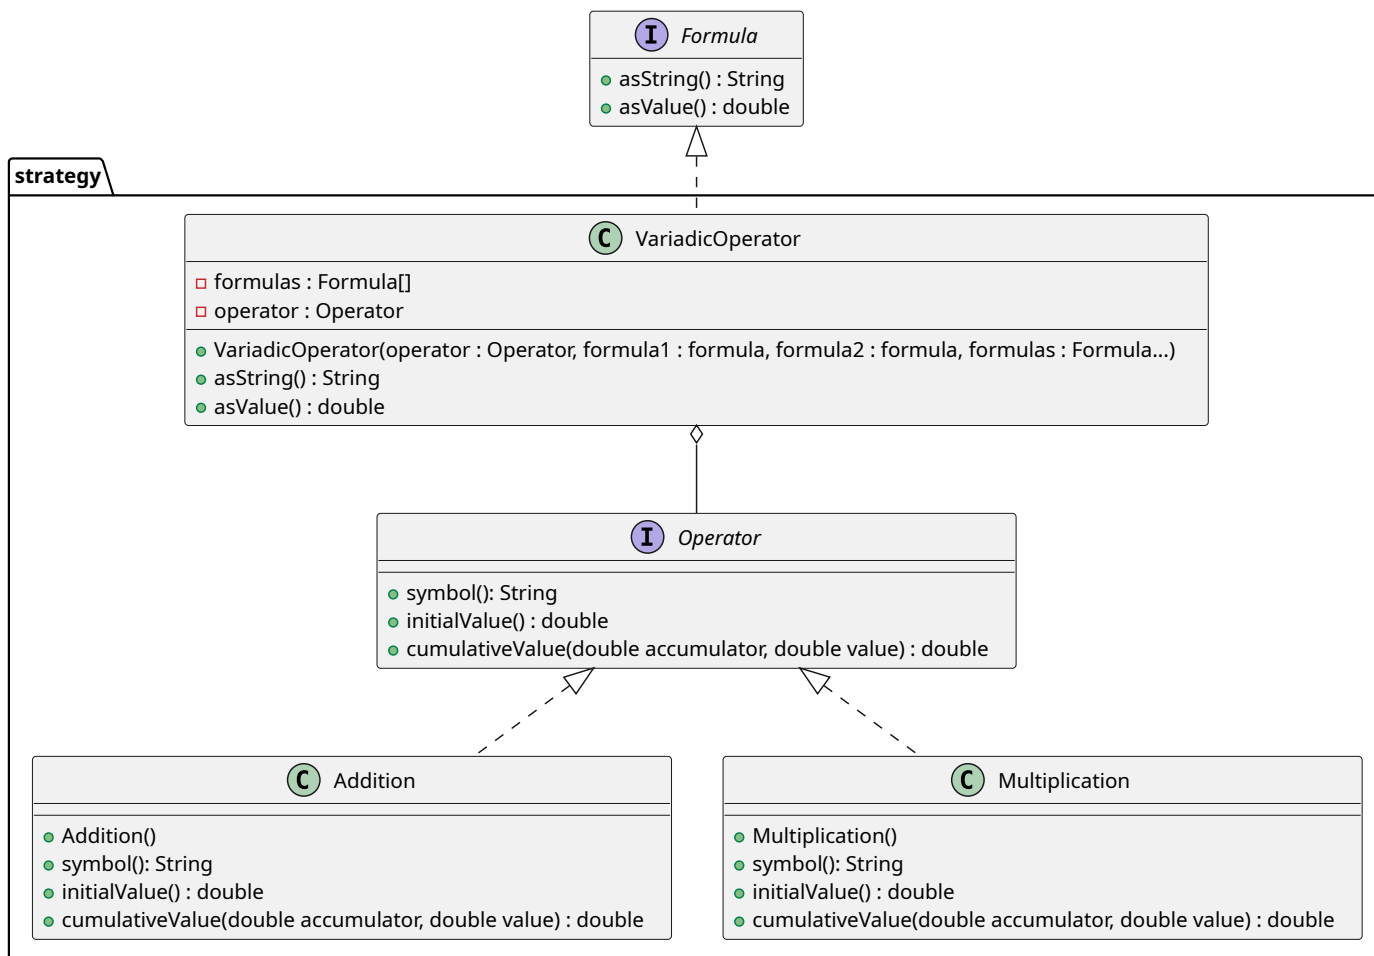 I Formula
asString() : String
asValue() : double
strategy
C VariadicOperator
formulas : Formula[]
operator : Operator
VariadicOperator(operator : Operator, formula1 : formula, formula2 : formula, formulas : Formula...)
asString() : String
asValue() : double
I Operator
symbol(): String
initialValue() : double
cumulativeValue(double accumulator, double value) : double
C Addition
Addition()
symbol(): String
initialValue() : double
cumulativeValue(double accumulator, double value) : double
C Multiplication
Multiplication()
symbol(): String
initialValue() : double
cumulativeValue(double accumulator, double value) : double